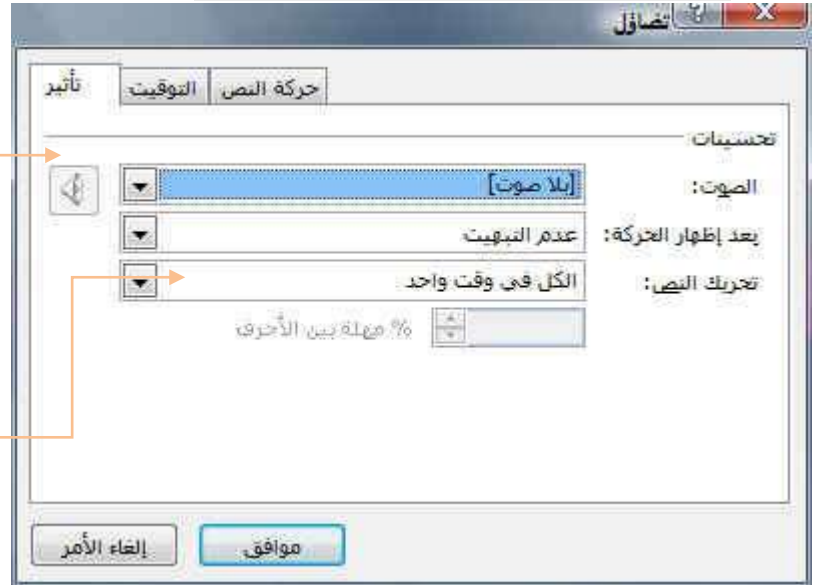 تضاؤل
تأثير التوقيت حركة النص
تحسينات
الصوت: [بلا صوت]
بعد إظهار الحركة: عدم التبهيت
تحريك النص: الكل في وقت واحد
% مهلة بين الأحرف
موافق إلغاء الأمر